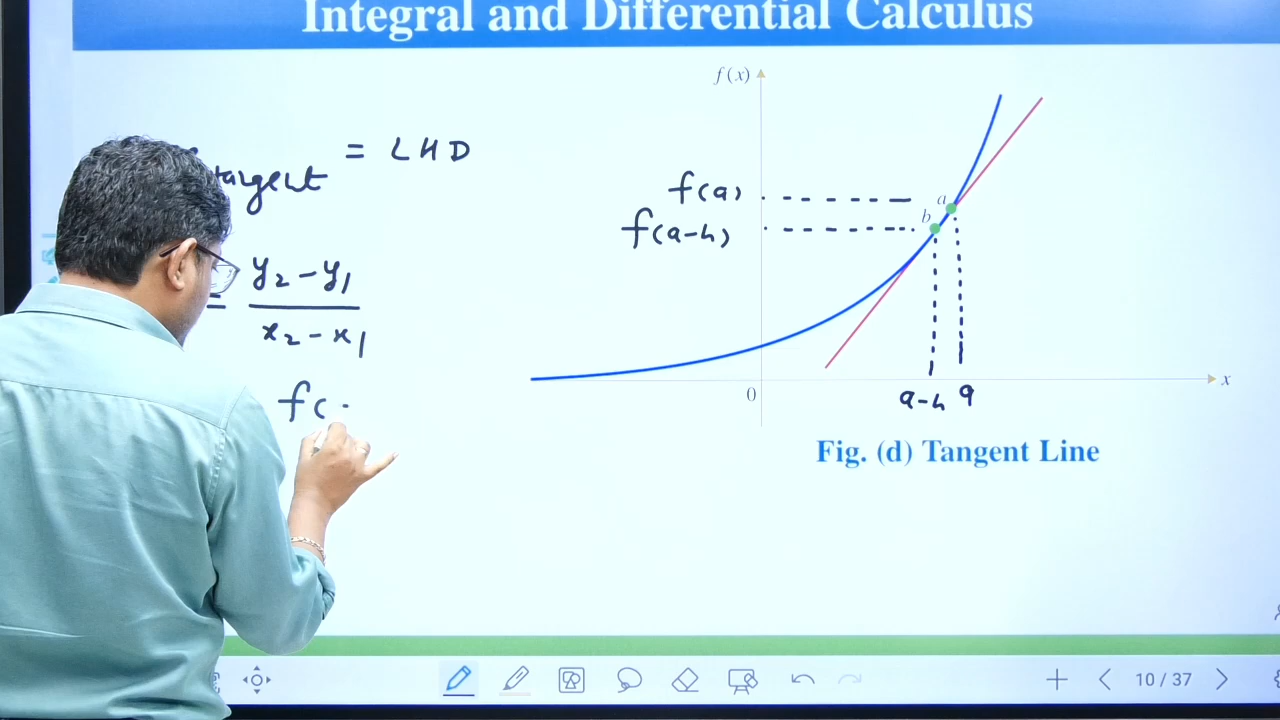 Integral and Differential Calculus
f(x)
tangent = LHD
f(a)
a
b
f(a-h)
= y₂ - y₁
x₂ - x₁
f(
0
x
a-h
a
Fig. (d) Tangent Line
10 / 37